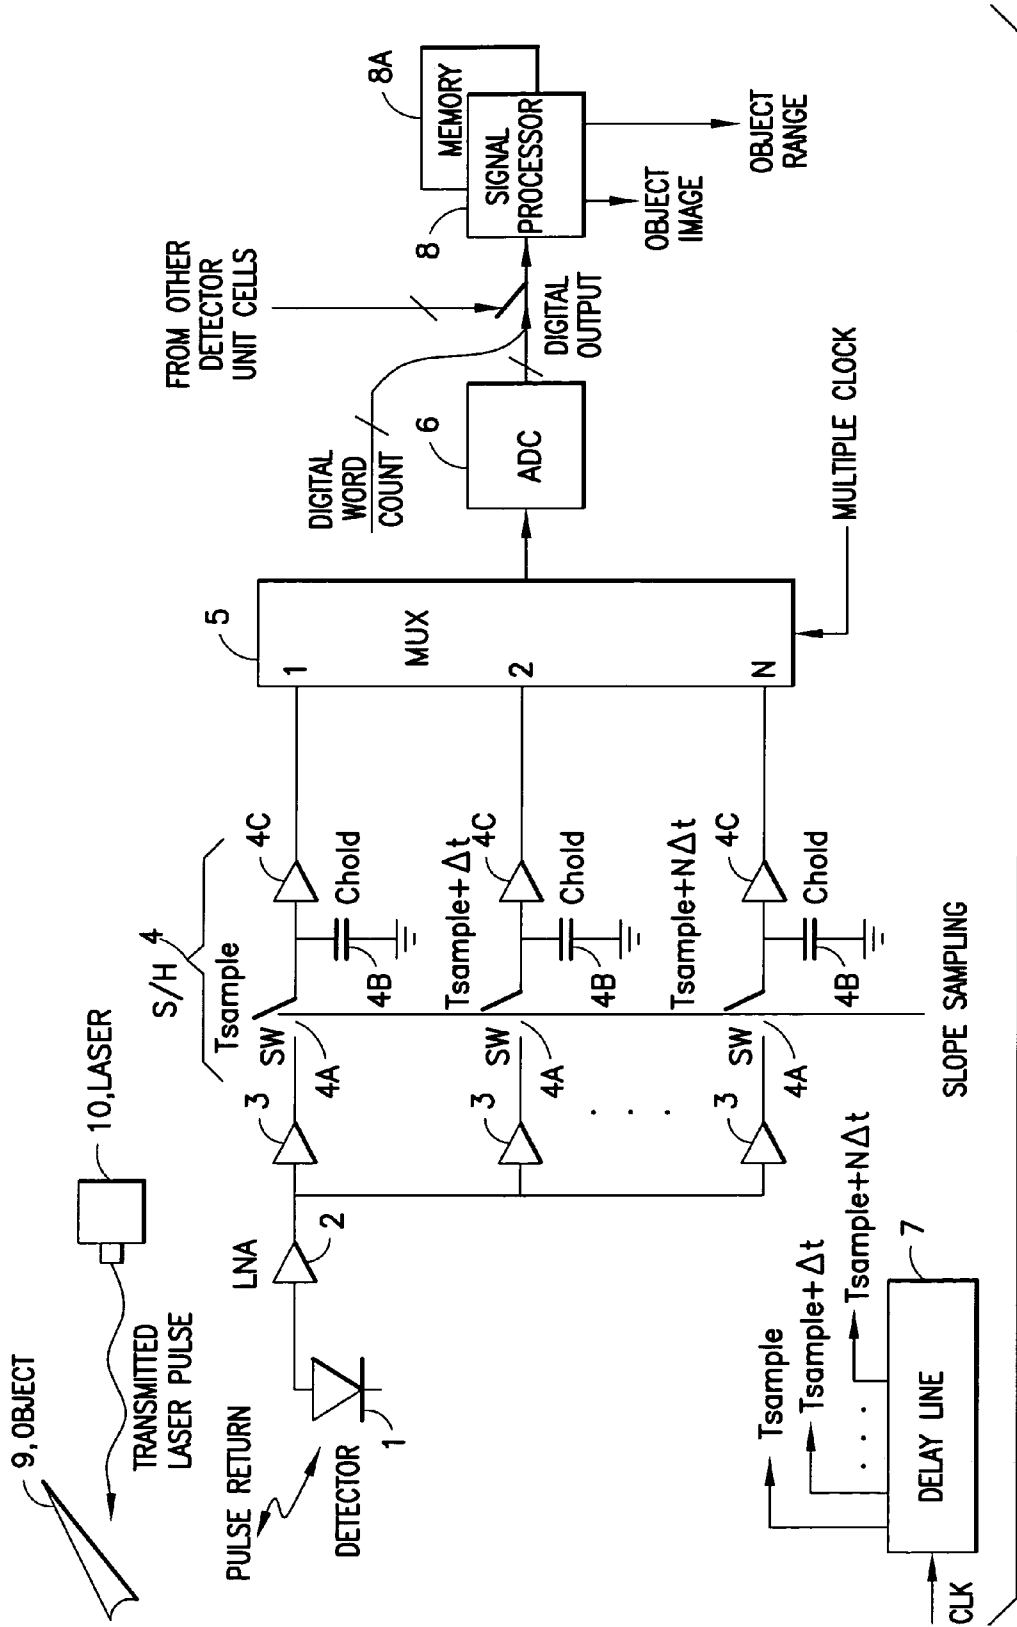 9, OBJECT
10, LASER
TRANSMITTED
LASER PULSE
PULSE RETURN
DETECTOR
1
LNA
2
3
3
3
. . .
S/H
4
Tsample
SW
4A
4B
Chold
4C
Tsample+Δt
SW
4A
4B
Chold
4C
Tsample+NΔt
SW
4A
4B
Chold
4C
SLOPE SAMPLING
5
MUX
1
2
N
MULTIPLE CLOCK
6
ADC
DIGITAL
WORD
COUNT
DIGITAL
OUTPUT
FROM OTHER
DETECTOR
UNIT CELLS
8
SIGNAL
PROCESSOR
MEMORY
8A
OBJECT
IMAGE
OBJECT
RANGE
CLK
DELAY LINE
7
Tsample
Tsample+Δt
. . .
Tsample+NΔt